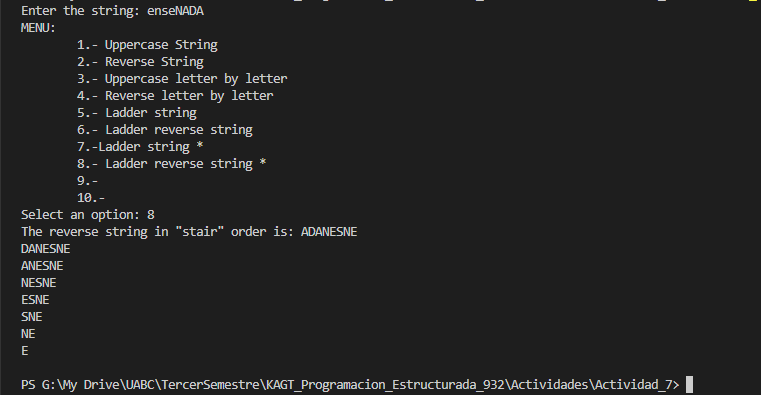 Enter the string: enseNADA
MENU:
1.- Uppercase String
2.- Reverse String
3.- Uppercase letter by letter
4.- Reverse letter by letter
5.- Ladder string
6.- Ladder reverse string
7.-Ladder string *
8.- Ladder reverse string *
9.-
10.-
Select an option: 8
The reverse string in "stair" order is: ADANESNE
DANESNE
ANESNE
NESNE
ESNE
SNE
NE
E
PS G:\My Drive\UABC\TercerSemestre\KAGT_Programacion_Estructurada_932\Actividades\Actividad_7>